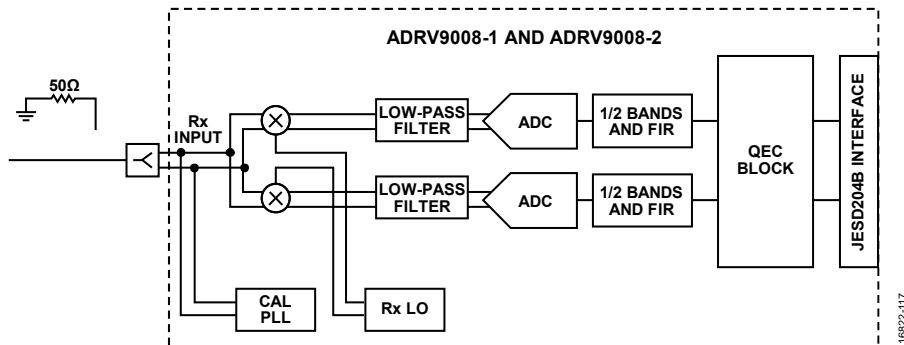 ADRV9008-1 AND ADRV9008-2
50Ω
Rx
INPUT
LOW-PASS
FILTER
ADC
1/2 BANDS
AND FIR
QEC
BLOCK
JESD204B INTERFACE
LOW-PASS
FILTER
ADC
1/2 BANDS
AND FIR
CAL
PLL
Rx LO
16822-117